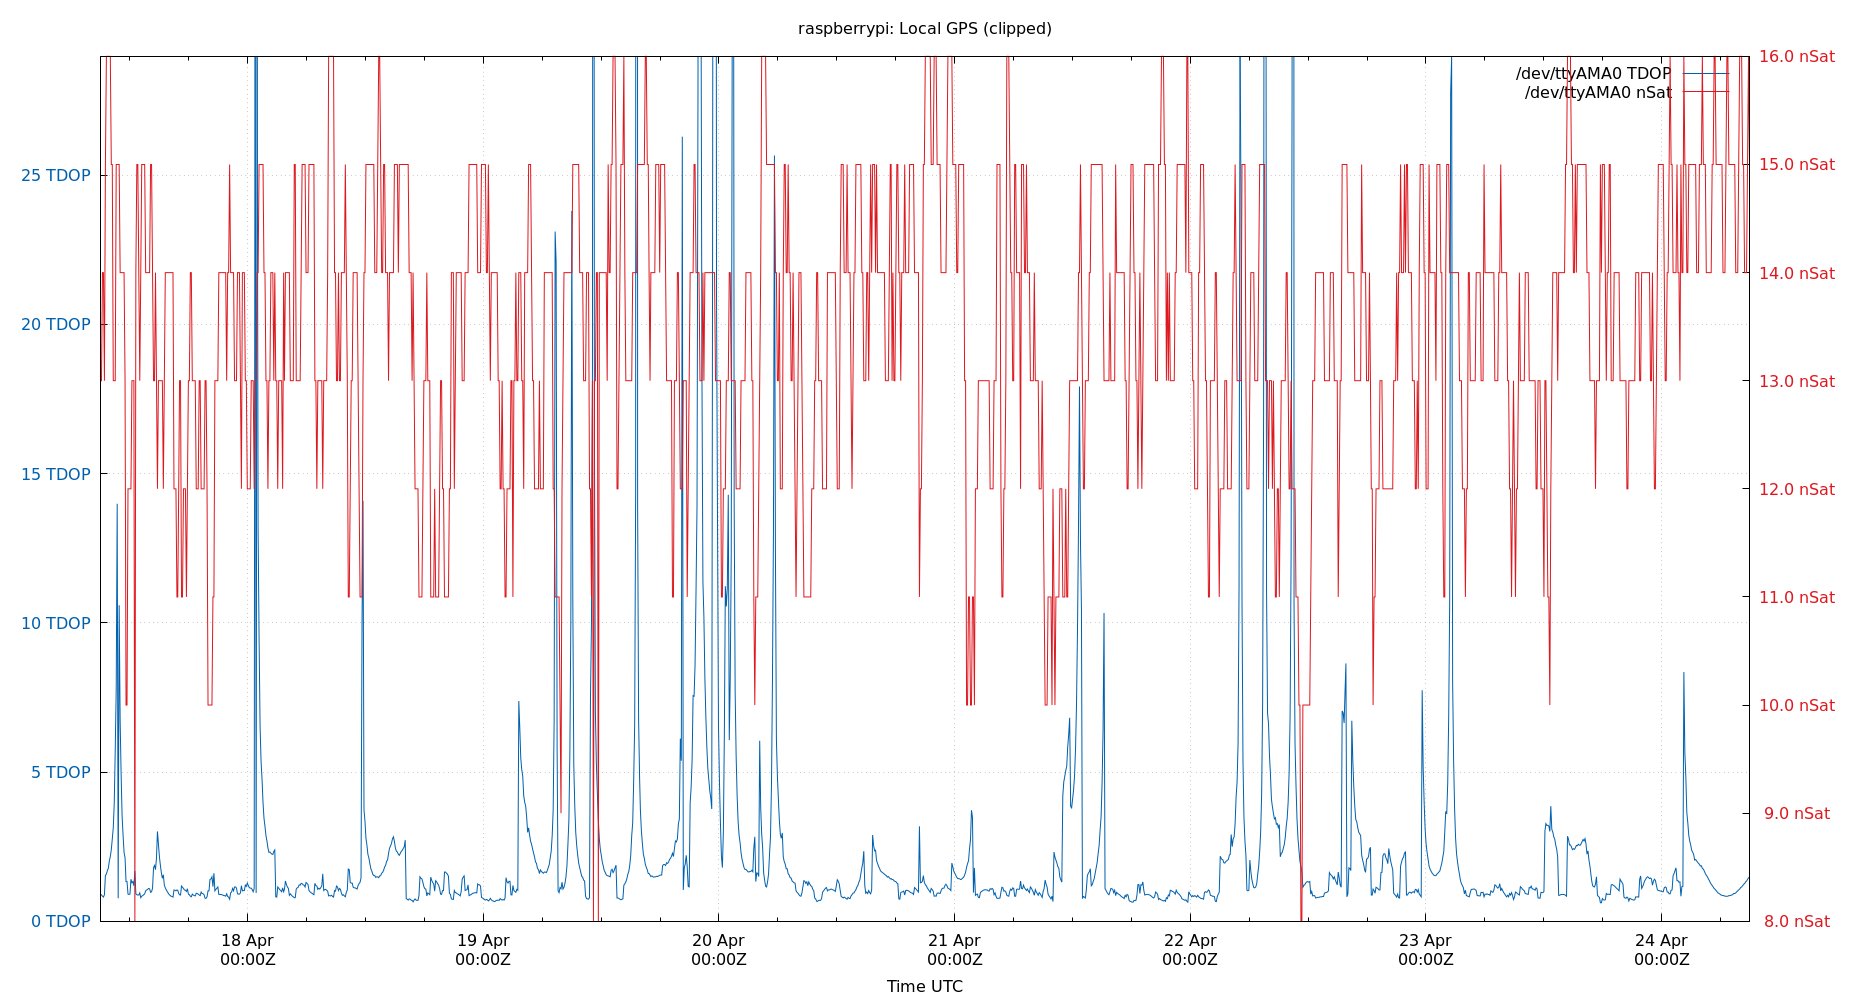 raspberrypi: Local GPS (clipped)
/dev/ttyAMA0 TDOP
/dev/ttyAMA0 nSat
25 TDOP
20 TDOP
15 TDOP
10 TDOP
5 TDOP
0 TDOP
16.0 nSat
15.0 nSat
14.0 nSat
13.0 nSat
12.0 nSat
11.0 nSat
10.0 nSat
9.0 nSat
8.0 nSat
18 Apr
00:00Z
19 Apr
00:00Z
20 Apr
00:00Z
21 Apr
00:00Z
22 Apr
00:00Z
23 Apr
00:00Z
24 Apr
00:00Z
Time UTC